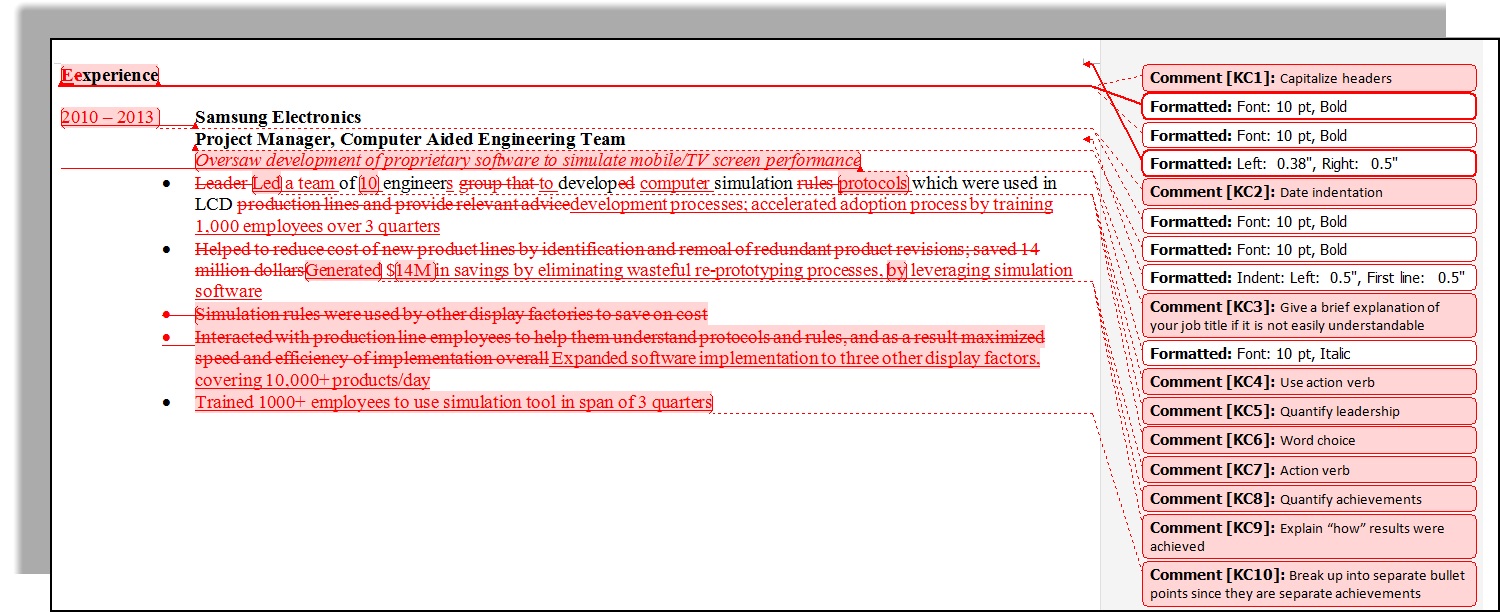 Eexperience
2010 – 2013 Samsung Electronics
Project Manager, Computer Aided Engineering Team
Oversaw development of proprietary software to simulate mobile/TV screen performance
• Leader Led a team of 10 engineers group that to developed computer simulation rules protocols which were used in
LCD production lines and provide relevant advicedevelopment processes; accelerated adoption process by training
1,000 employees over 3 quarters
• Helped to reduce cost of new product lines by identification and remoal of redundant product revisions; saved 14
million dollarsGenerated $14M in savings by eliminating wasteful re-prototyping processes, by leveraging simulation
software
• Simulation rules were used by other display factories to save on cost
• Interacted with production line employees to help them understand protocols and rules, and as a result maximized
speed and efficiency of implementation overall Expanded software implementation to three other display factors,
covering 10,000+ products/day
• Trained 1000+ employees to use simulation tool in span of 3 quarters
Comment [KC1]: Capitalize headers
Formatted: Font: 10 pt, Bold
Formatted: Font: 10 pt, Bold
Formatted: Left: 0.38", Right: 0.5"
Comment [KC2]: Date indentation
Formatted: Font: 10 pt, Bold
Formatted: Font: 10 pt, Bold
Formatted: Indent: Left: 0.5", First line: 0.5"
Comment [KC3]: Give a brief explanation of
your job title if it is not easily understandable
Formatted: Font: 10 pt, Italic
Comment [KC4]: Use action verb
Comment [KC5]: Quantify leadership
Comment [KC6]: Word choice
Comment [KC7]: Action verb
Comment [KC8]: Quantify achievements
Comment [KC9]: Explain “how” results were
achieved
Comment [KC10]: Break up into separate bullet
points since they are separate achievements